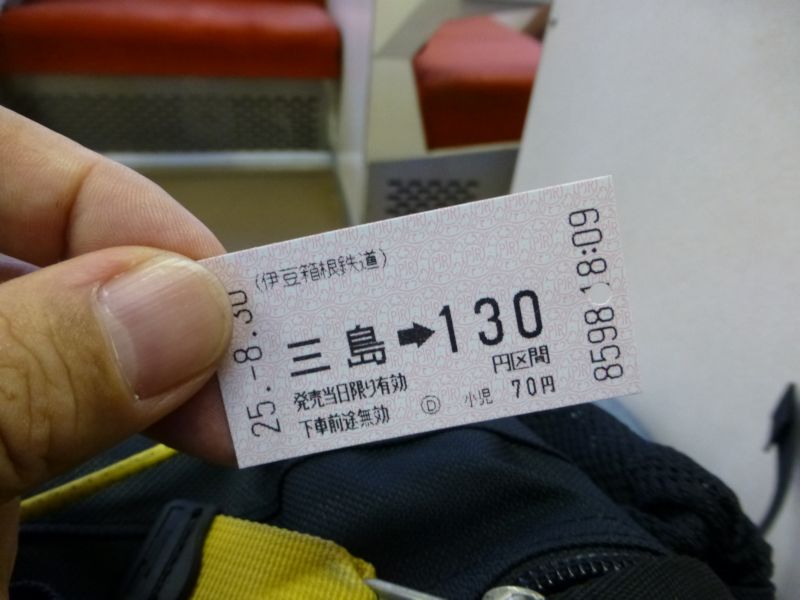 (伊豆箱根鉄道)
25.-8.30
三島➡130
円区間
発売当日限り有効
下車前途無効
Ⓓ 小児 70円
8598 18:09